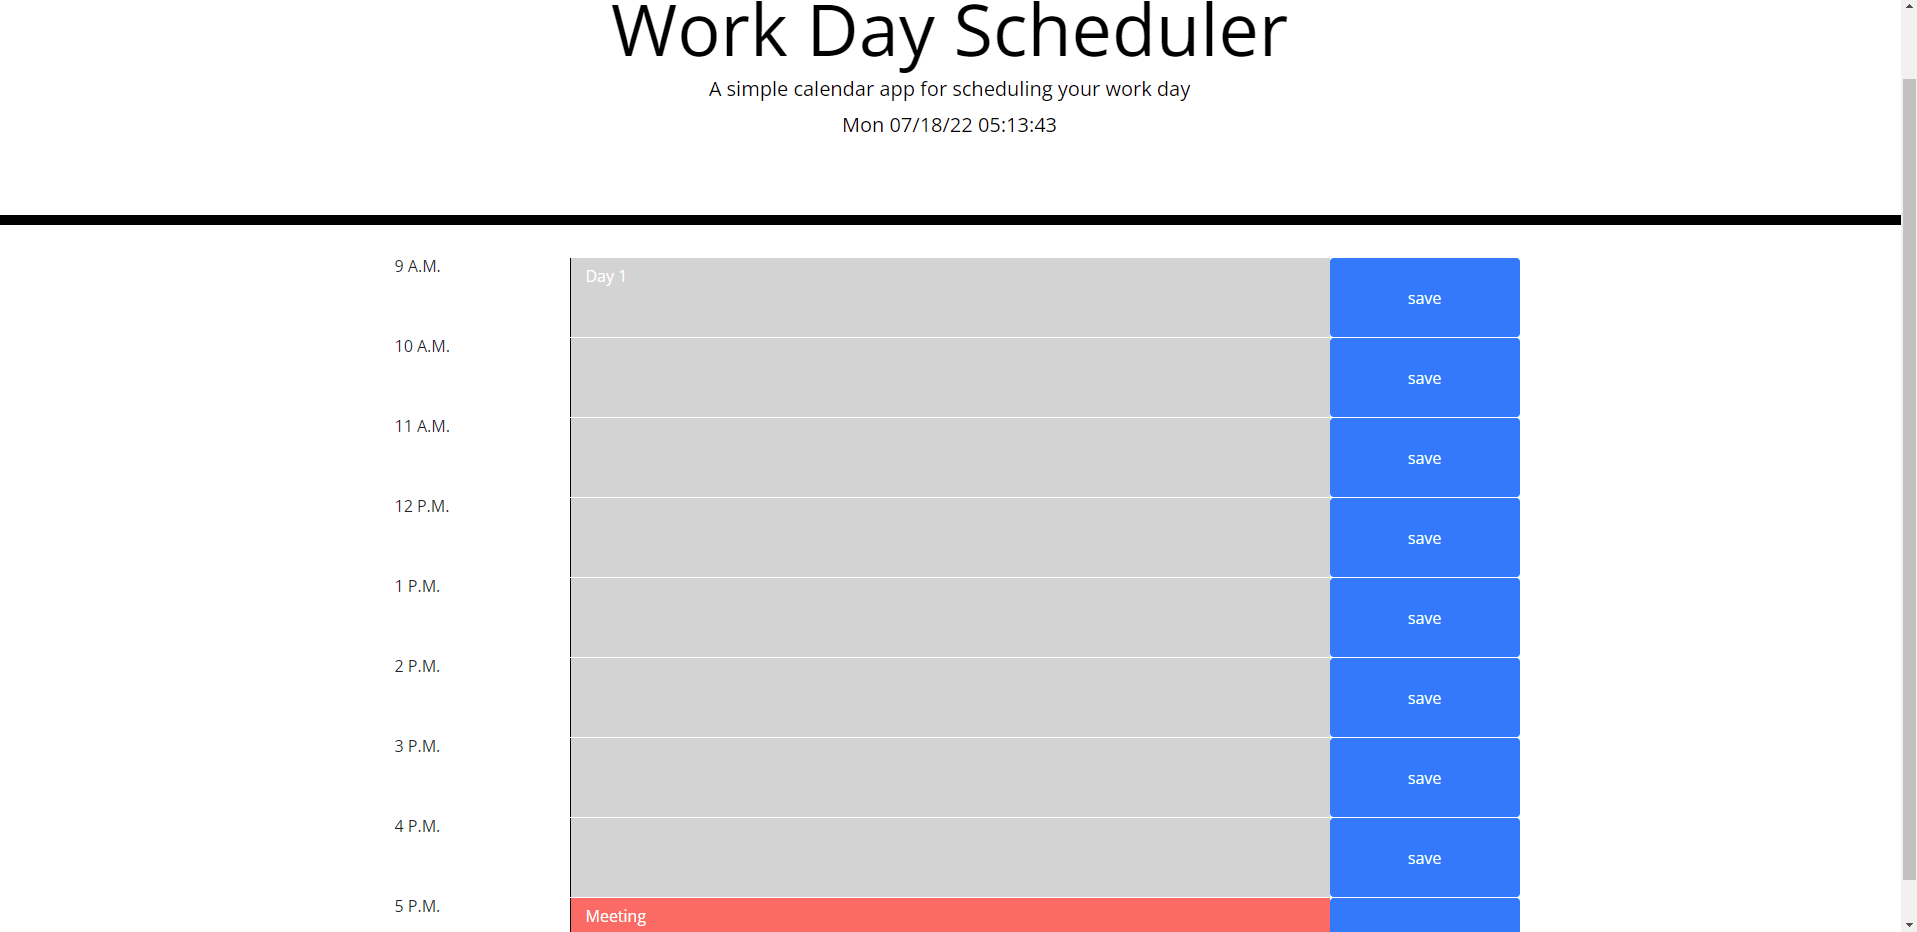 Work Day Scheduler
A simple calendar app for scheduling your work day
Mon 07/18/22 05:13:43
9 A.M.
Day 1
save
10 A.M.
save
11 A.M.
save
12 P.M.
save
1 P.M.
save
2 P.M.
save
3 P.M.
save
4 P.M.
save
5 P.M.
Meeting